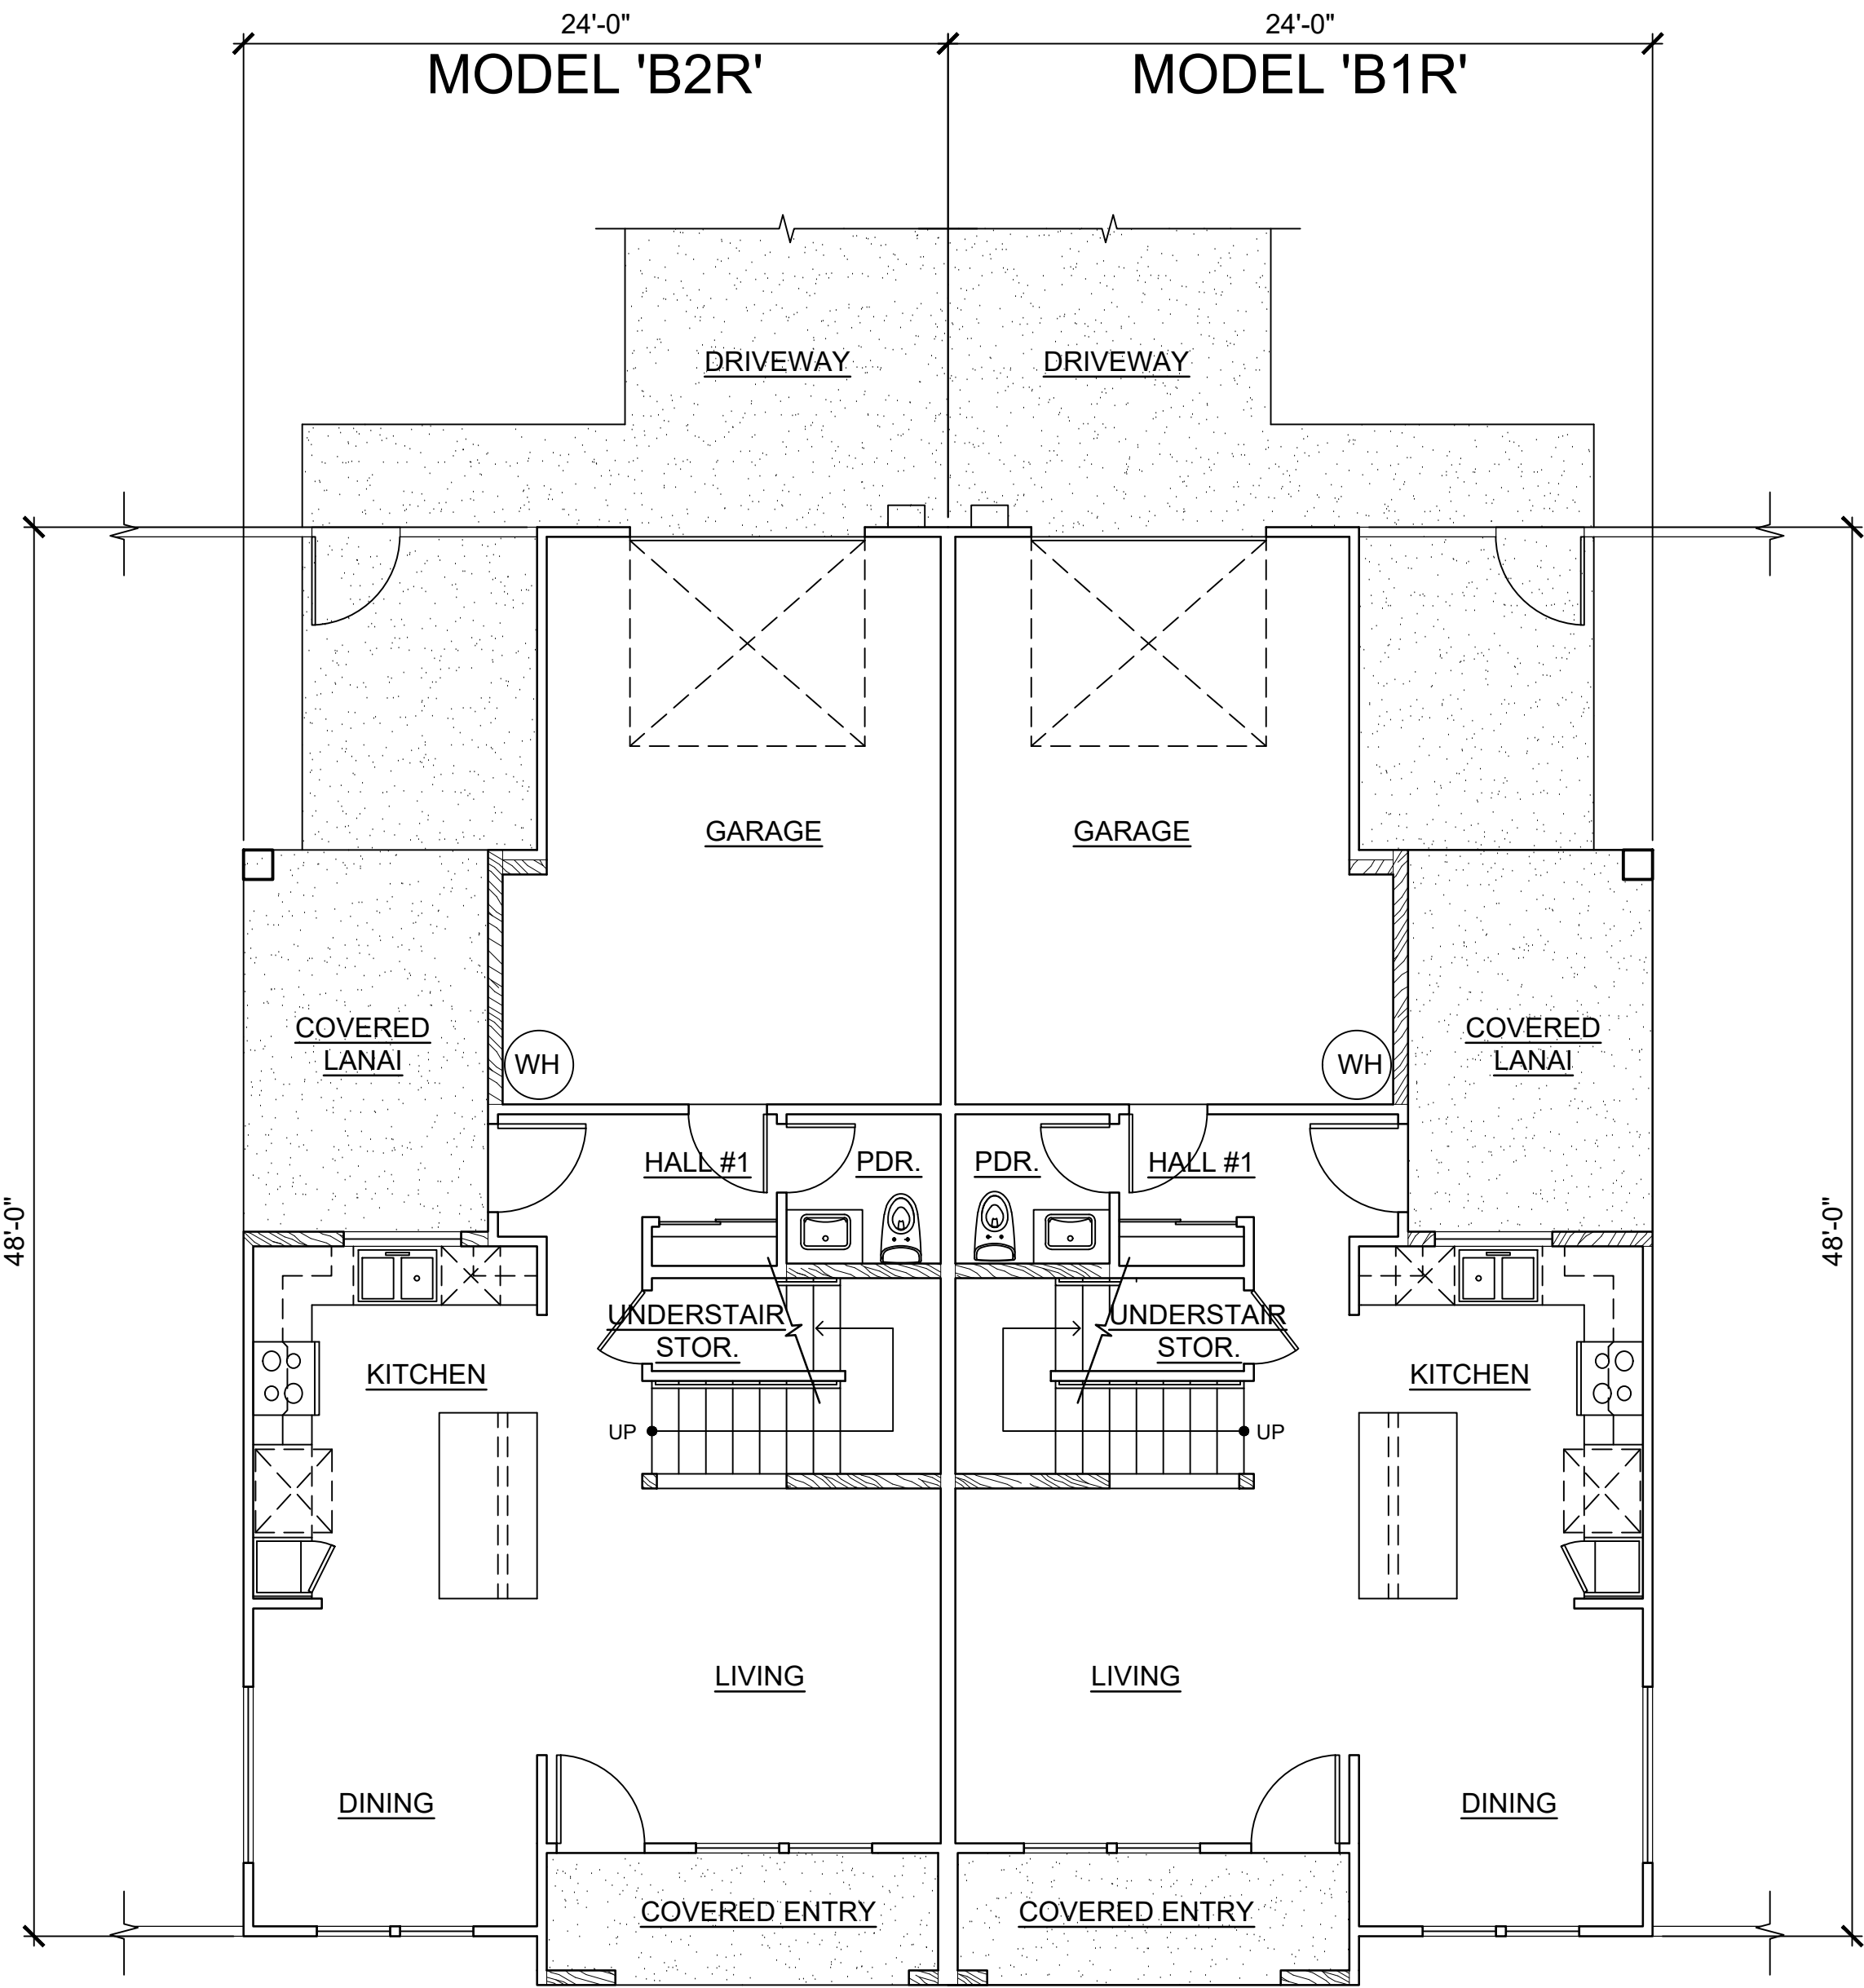 24'-0" 24'-0"
MODEL 'B2R' MODEL 'B1R'
DRIVEWAY DRIVEWAY
GARAGE GARAGE
COVERED
LANAI
COVERED
LANAI
WH WH
HALL #1 PDR. PDR. HALL #1
48'-0" 48'-0"
UNDERSTAIR
STOR.
UNDERSTAIR
STOR.
KITCHEN KITCHEN
UP UP
LIVING LIVING
DINING DINING
COVERED ENTRY COVERED ENTRY